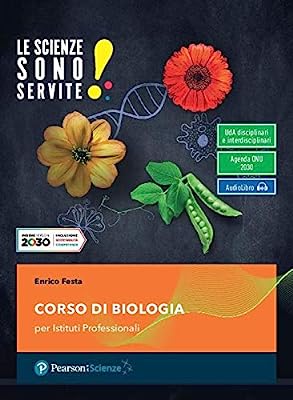 LE SCIENZE
SONO
SERVITE!
UdA disciplinari
e interdisciplinari
Agenda ONU
2030
AudioLibro
2030
Enrico Festa
CORSO DI BIOLOGIA
per Istituti Professionali
Pearson Scienze